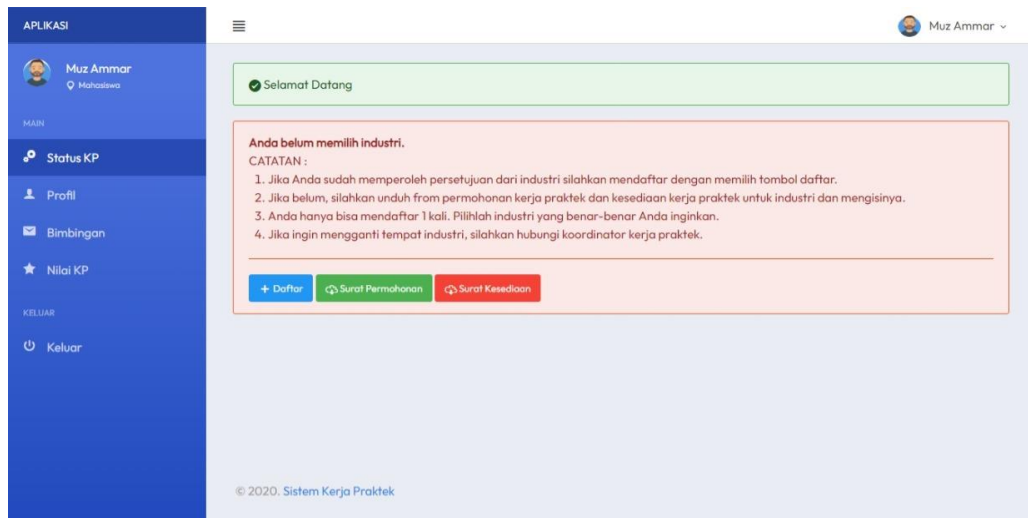 APLIKASI
Muz Ammar
Muz Ammar
Mahasiswa
MAIN
Status KP
Profil
Bimbingan
Nilai KP
KELUAR
Keluar
Selamat Datang
Anda belum memilih industri.
CATATAN :
1. Jika Anda sudah memperoleh persetujuan dari industri silahkan mendaftar dengan memilih tombol daftar.
2. Jika belum, silahkan unduh from permohonan kerja praktek dan kesediaan kerja praktek untuk industri dan mengisinya.
3. Anda hanya bisa mendaftar 1 kali. Pilihlah industri yang benar-benar Anda inginkan.
4. Jika ingin mengganti tempat industri, silahkan hubungi koordinator kerja praktek.
+ Daftar
Surat Permohonan
Surat Kesediaan
© 2020. Sistem Kerja Praktek